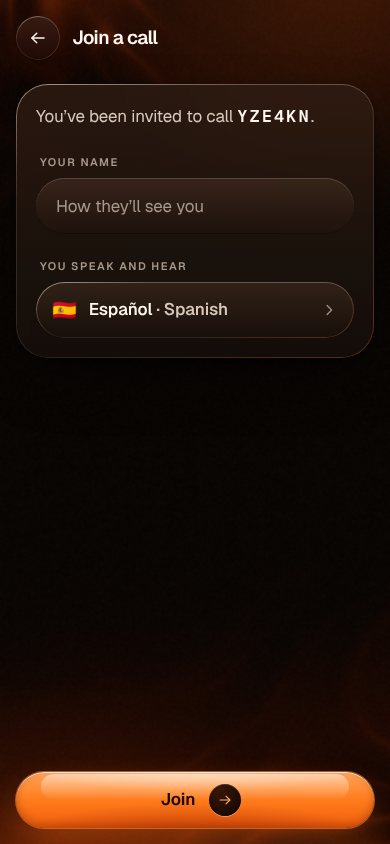 Join a call
You’ve been invited to call YZE4KN.
YOUR NAME
How they’ll see you
YOU SPEAK AND HEAR
Español · Spanish
Join